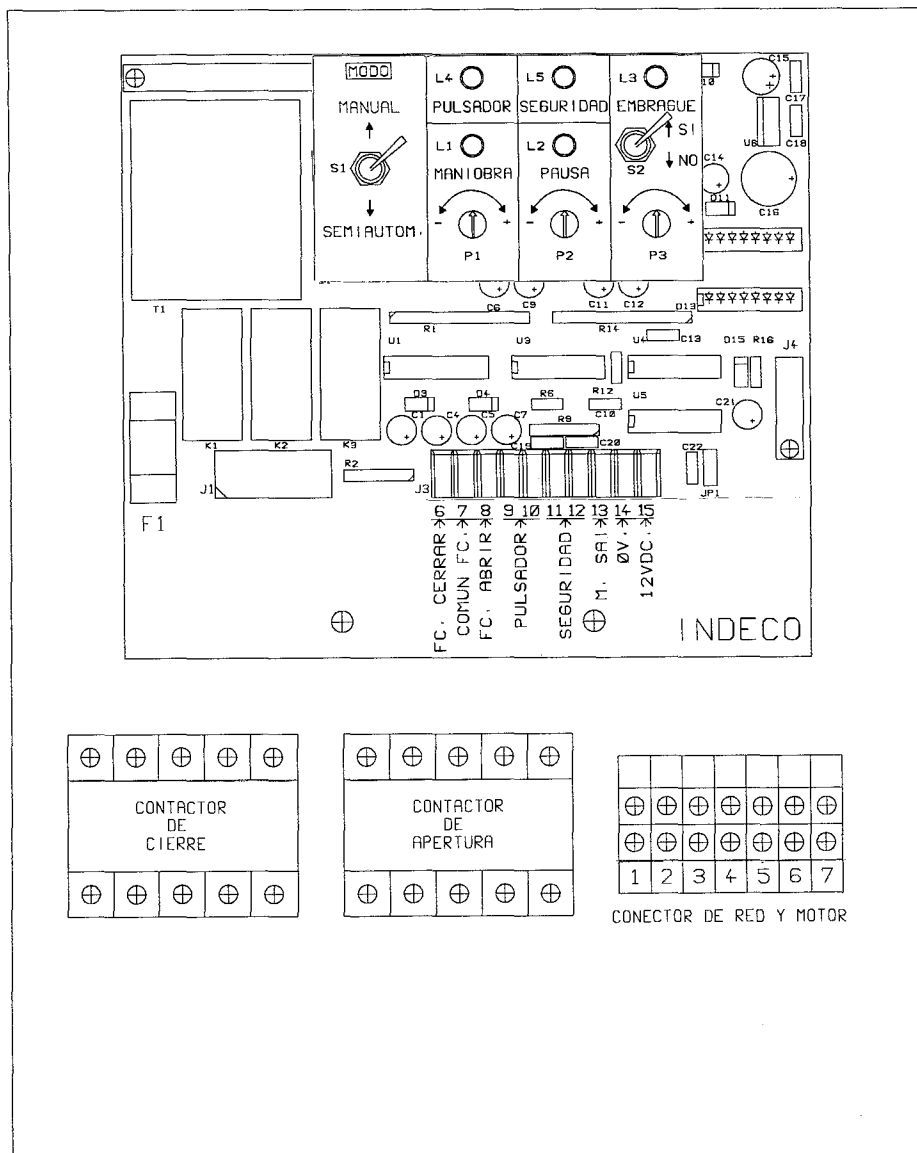 MODO
MANUAL
S1
SEMIAUTOM.
L4 L5 L3
PULSADOR SEGURIDAD EMBRAGUE
L1 L2 S2 SI NO
MANIOBRA PAUSA
- + - + - +
P1 P2 P3
10 C15
C17
U6 C18
C14
D11
C16
T1
C6 C9 C11 C12 D13
R1 R14
C13
U1 U3 U4 D15 R16 J4
D3 D4 R6 R12 U5
C10
C1 C4 C5 C7 R9 C21
C19 C20
K1 K2 K3
R2 C22
J1 J3 JP1
F1
6 7 8 9 10 11 12 13 14 15
FC. CERRAR
COMUN FC.
FC. ABRIR
PULSADOR
SEGURIDAD
M. SAI
0V.
12VDC.
INDECO
CONTACTOR
DE
CIERRE
CONTACTOR
DE
APERTURA
1 2 3 4 5 6 7
CONECTOR DE RED Y MOTOR